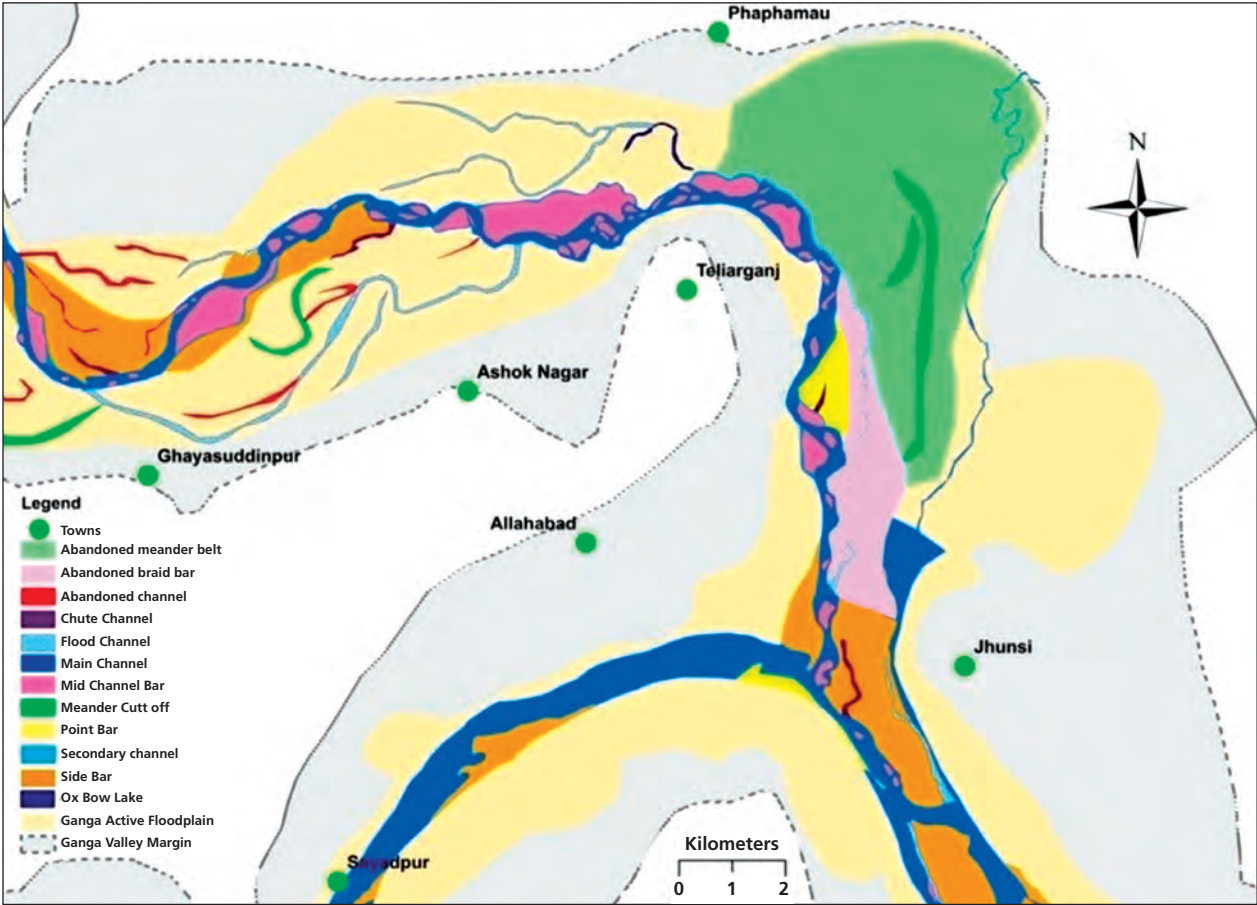 Phaphamau
N
Teliarganj
Ashok Nagar
Ghayasuddinpur
Allahabad
Jhunsi
Sayadpur
Legend
Towns
Abandoned meander belt
Abandoned braid bar
Abandoned channel
Chute Channel
Flood Channel
Main Channel
Mid Channel Bar
Meander Cutt off
Point Bar
Secondary channel
Side Bar
Ox Bow Lake
Ganga Active Floodplain
Ganga Valley Margin
Kilometers
0 1 2